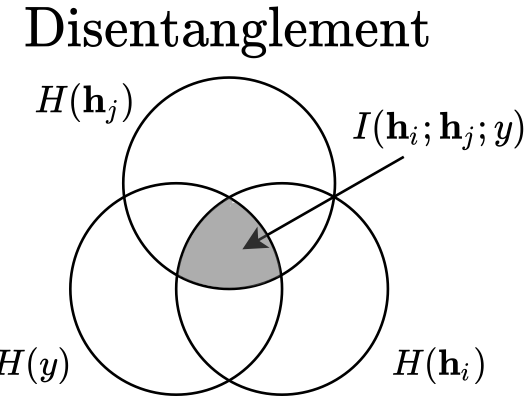 Disentanglement
H(𝐡ⱼ)
I(𝐡ᵢ; 𝐡ⱼ; y)
H(y)
H(𝐡ᵢ)